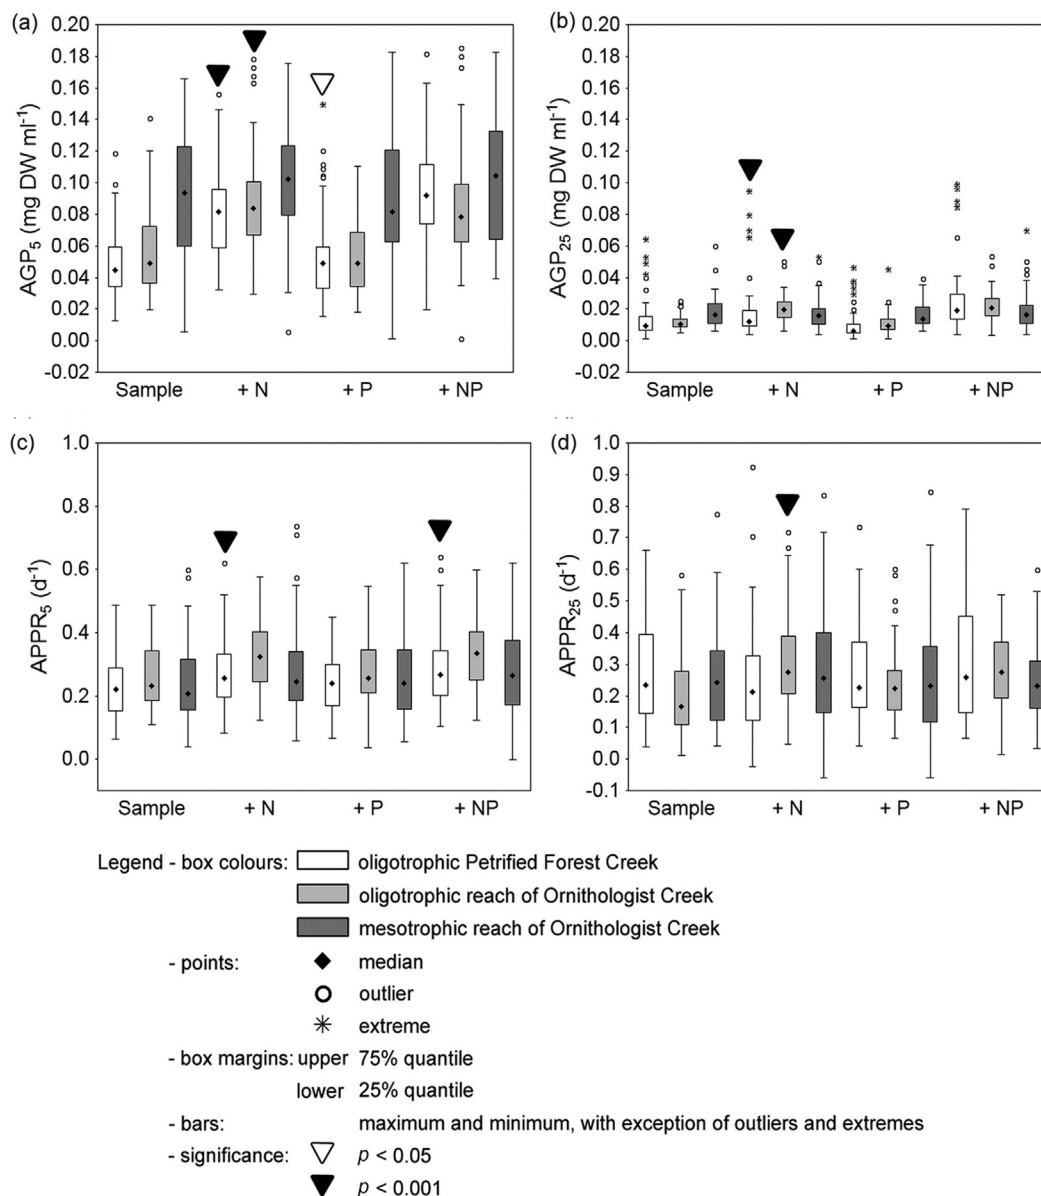 (a)
0.20
0.18
0.16
0.14
0.12
0.10
0.08
0.06
0.04
0.02
0.00
-0.02
AGP5 (mg DW ml-1)
Sample + N + P + NP
(b)
0.20
0.18
0.16
0.14
0.12
0.10
0.08
0.06
0.04
0.02
0.00
-0.02
AGP25 (mg DW ml-1)
Sample + N + P + NP
(c)
1.0
0.8
0.6
0.4
0.2
0.0
APPR5 (d-1)
Sample + N + P + NP
(d)
1.0
0.9
0.8
0.7
0.6
0.5
0.4
0.3
0.2
0.1
0.0
-0.1
APPR25 (d-1)
Sample + N + P + NP
Legend - box colours: oligotrophic Petrified Forest Creek
oligotrophic reach of Ornithologist Creek
mesotrophic reach of Ornithologist Creek
- points: median
outlier
extreme
- box margins: upper 75% quantile
lower 25% quantile
- bars: maximum and minimum, with exception of outliers and extremes
- significance: p < 0.05
p < 0.001